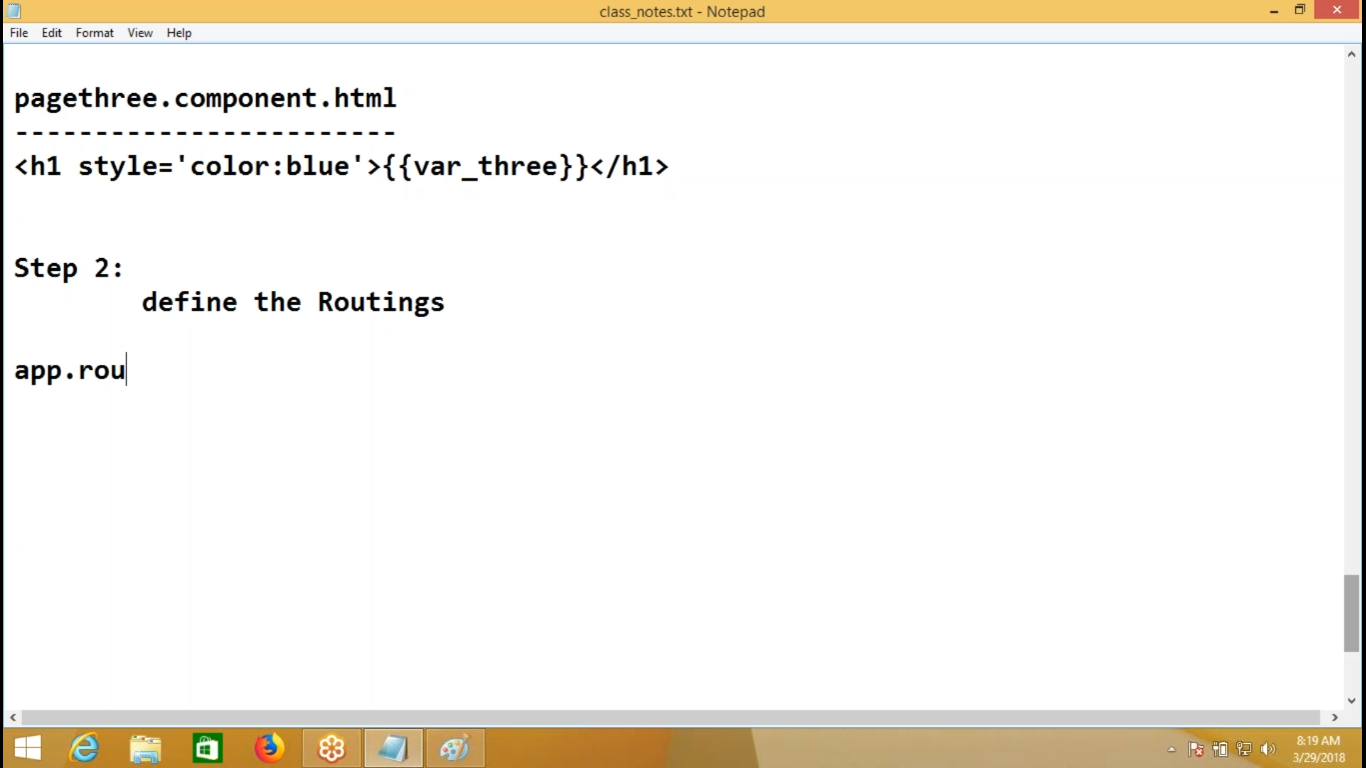 class_notes.txt - Notepad
File Edit Format View Help
pagethree.component.html
------------------------
<h1 style='color:blue'>{{var_three}}</h1>
Step 2:
define the Routings
app.rou
8:19 AM
3/29/2018